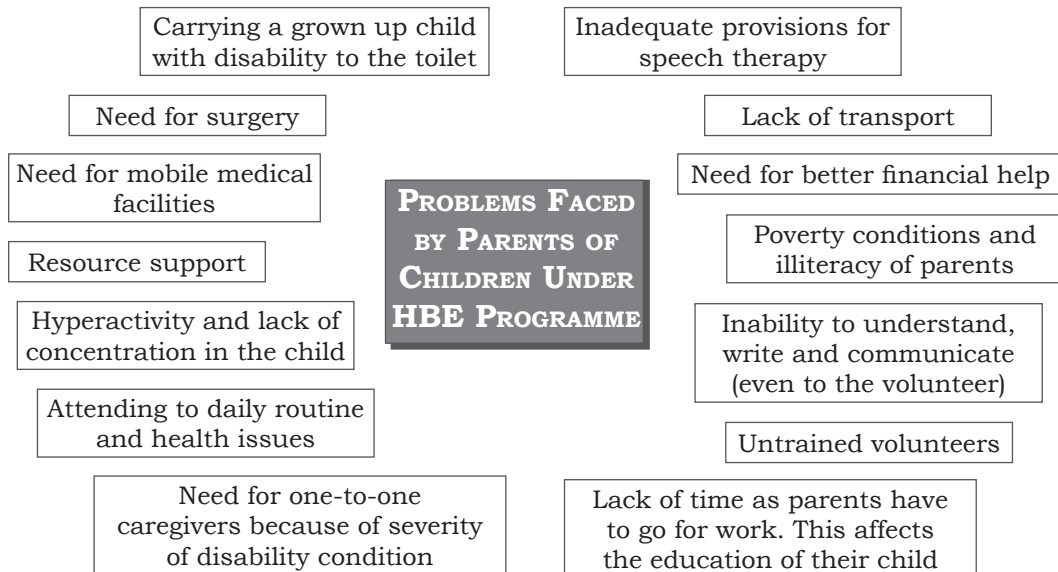 Carrying a grown up child
with disability to the toilet
Inadequate provisions for
speech therapy
Need for surgery
Lack of transport
Need for mobile medical
facilities
Need for better financial help
PROBLEMS FACED
BY PARENTS OF
CHILDREN UNDER
HBE PROGRAMME
Poverty conditions and
illiteracy of parents
Resource support
Hyperactivity and lack of
concentration in the child
Inability to understand,
write and communicate
(even to the volunteer)
Attending to daily routine
and health issues
Untrained volunteers
Need for one-to-one
caregivers because of severity
of disability condition
Lack of time as parents have
to go for work. This affects
the education of their child